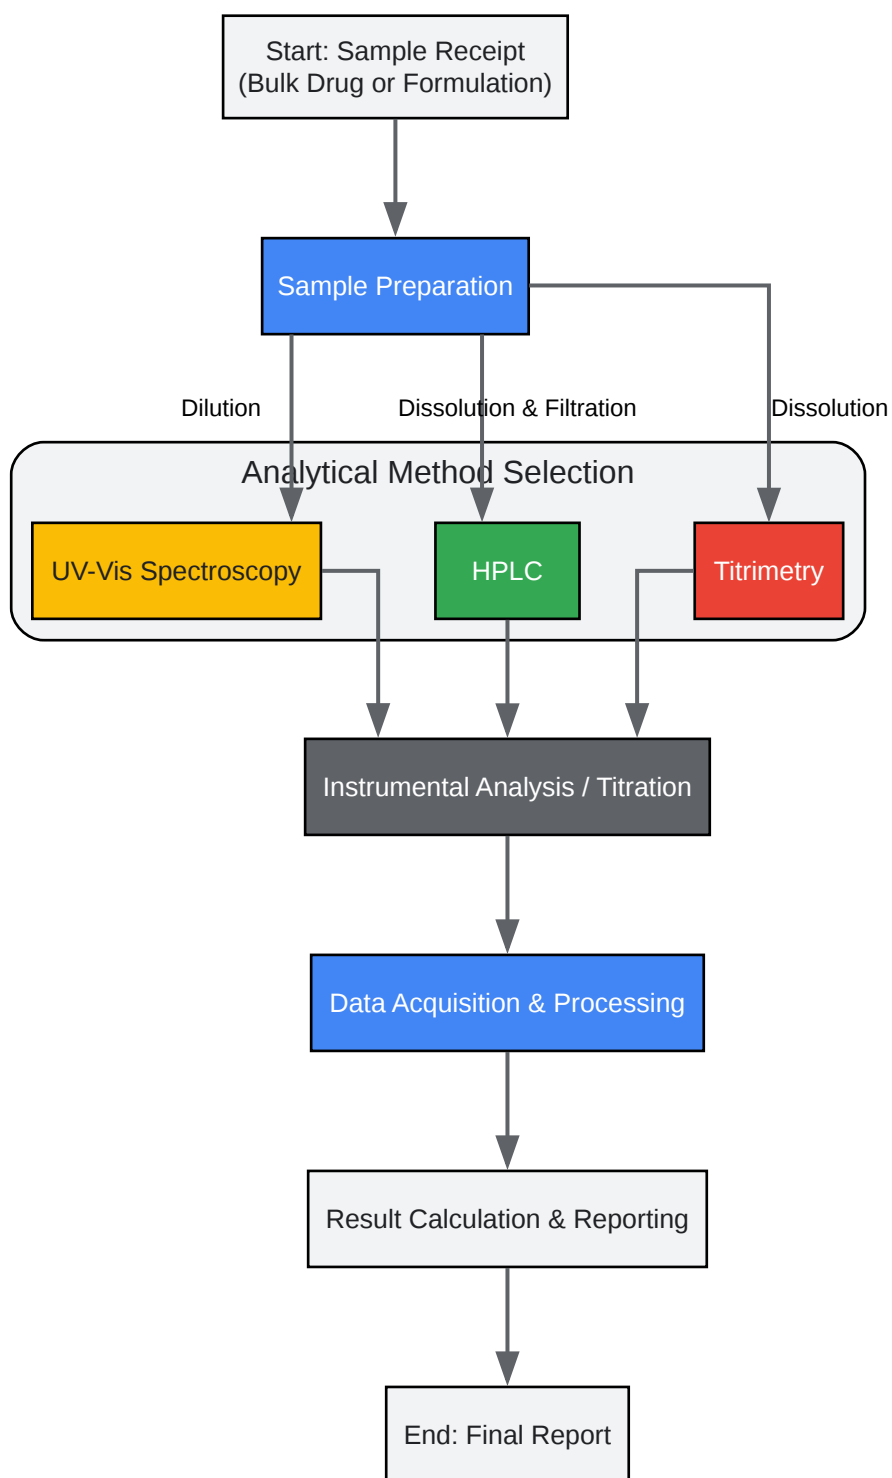 Start: Sample Receipt
(Bulk Drug or Formulation)
Sample Preparation
Dilution
Dissolution & Filtration
Dissolution
Analytical Method Selection
UV-Vis Spectroscopy
HPLC
Titrimetry
Instrumental Analysis / Titration
Data Acquisition & Processing
Result Calculation & Reporting
End: Final Report